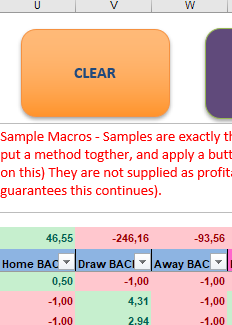 U V W
CLEAR
Sample Macros - Samples are exactly th
put a method togther, and apply a butt
on this) They are not supplied as profita
guarantees this continues).
46,55 -246,16 -93,56
Home BAC Draw BAC Away BAC
0,50 -1,00 -1,00
-1,00 4,31 -1,00
-1,00 2,94 -1,00